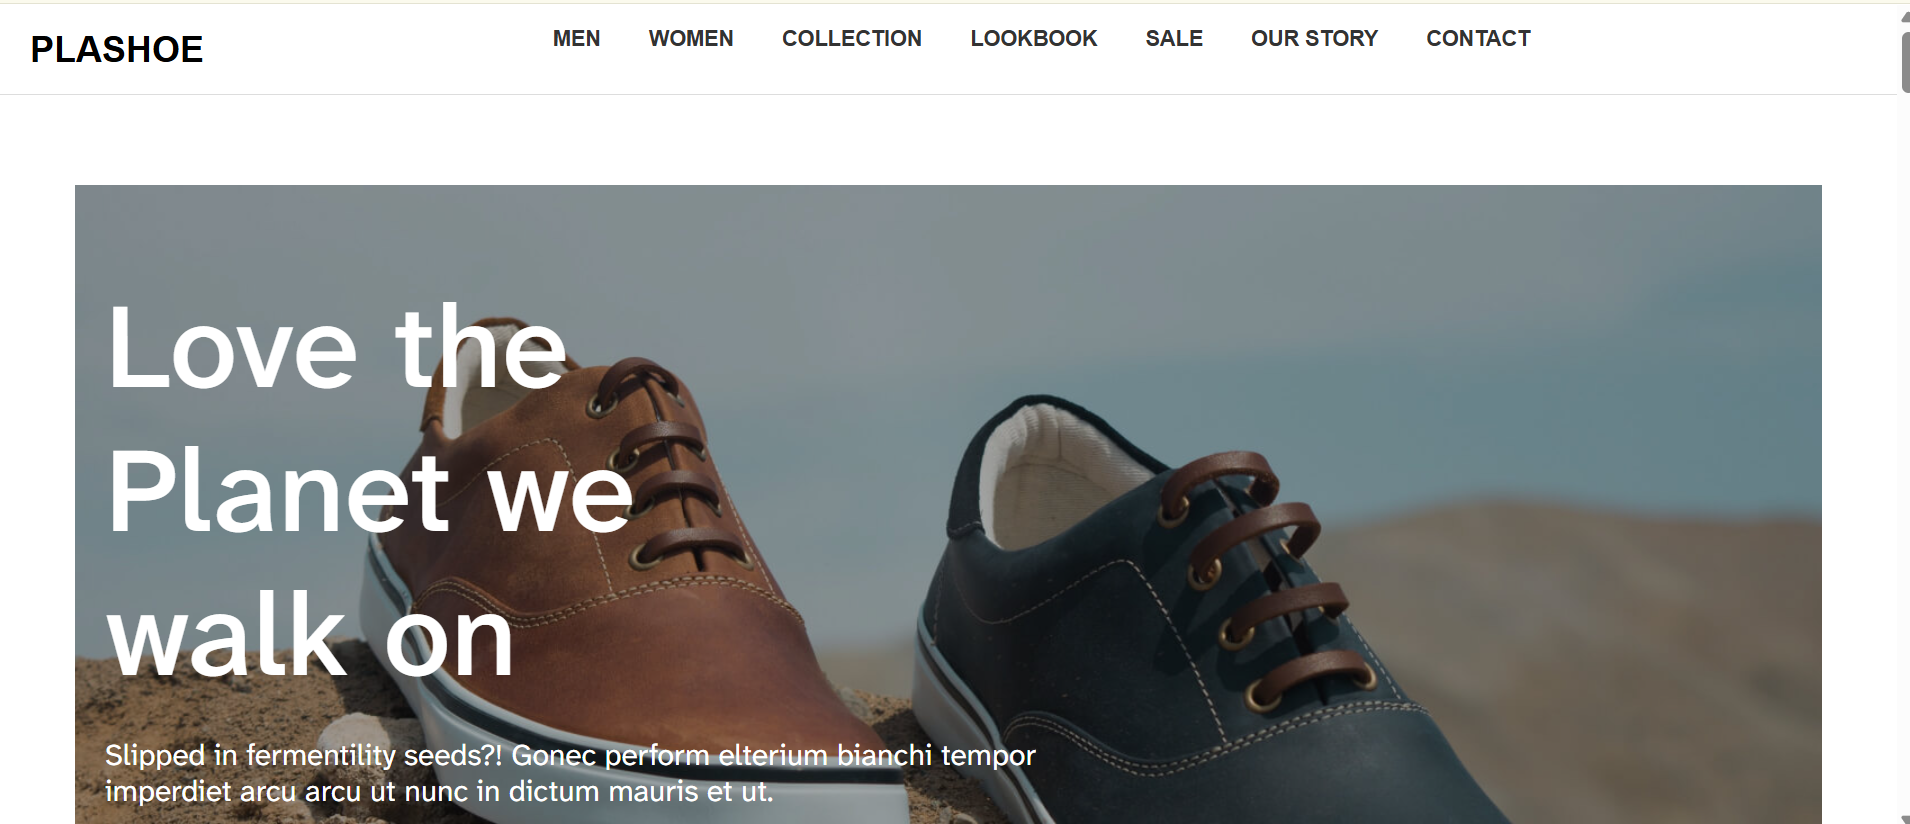 PLASHOE
MEN WOMEN COLLECTION LOOKBOOK SALE OUR STORY CONTACT
Love the
Planet we
walk on
Slipped in fermentility seeds?! Gonec perform elterium bianchi tempor
imperdiet arcu arcu ut nunc in dictum mauris et ut.